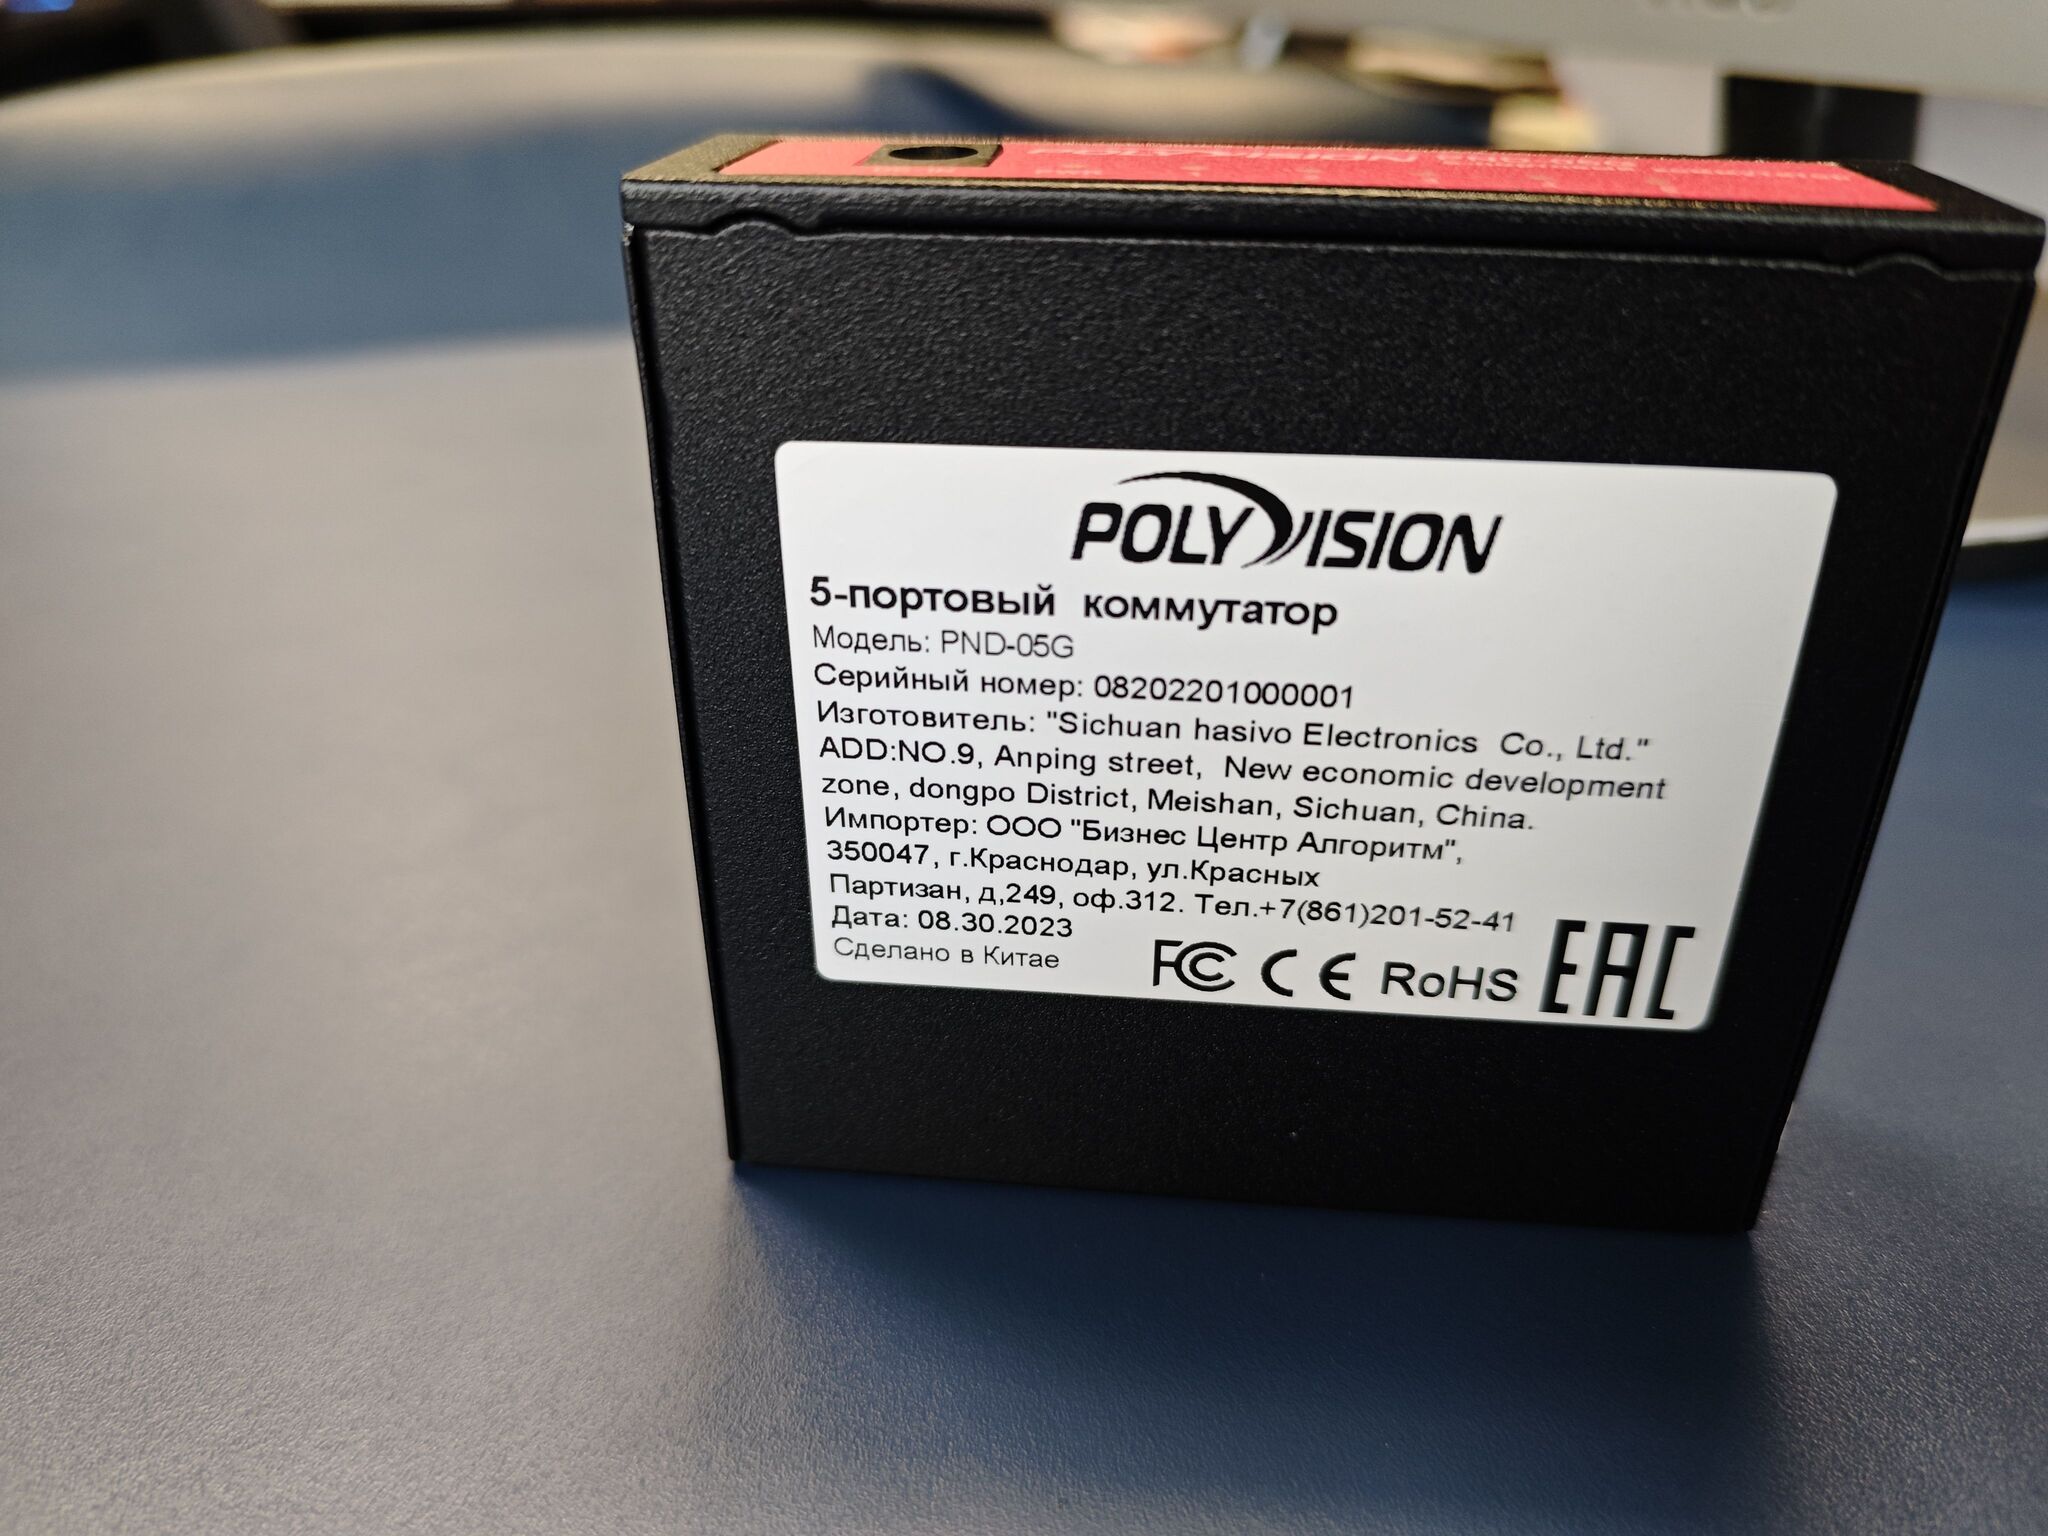 POLYVISION
POLYVISION
5-портовый коммутатор
Модель: PND-05G
Серийный номер: 08202201000001
Изготовитель: "Sichuan hasivo Electronics Co., Ltd."
ADD:NO.9, Anping street, New economic development
zone, dongpo District, Meishan, Sichuan, China.
Импортер: ООО "Бизнес Центр Алгоритм",
350047, г.Краснодар, ул.Красных
Партизан, д,249, оф.312. Тел.+7(861)201-52-41
Дата: 08.30.2023
Сделано в Китае
FCC CE RoHS EAC